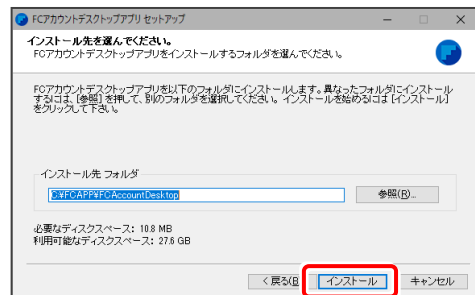 FCアカウントデスクトップアプリ セットアップ
インストール先を選んでください。
FCアカウントデスクトップアプリをインストールするフォルダを選んでください。
FCアカウントデスクトップアプリを以下のフォルダにインストールします。異なったフォルダにインストール
するには、[参照] を押して、別のフォルダを選択してください。 インストールを始めるには [インストール]
をクリックして下さい。
インストール先 フォルダ
C:¥FCAPP¥FCAccountDesktop
参照(R)...
必要なディスクスペース: 10.8 MB
利用可能なディスクスペース: 27.6 GB
< 戻る(B
インストール
キャンセル